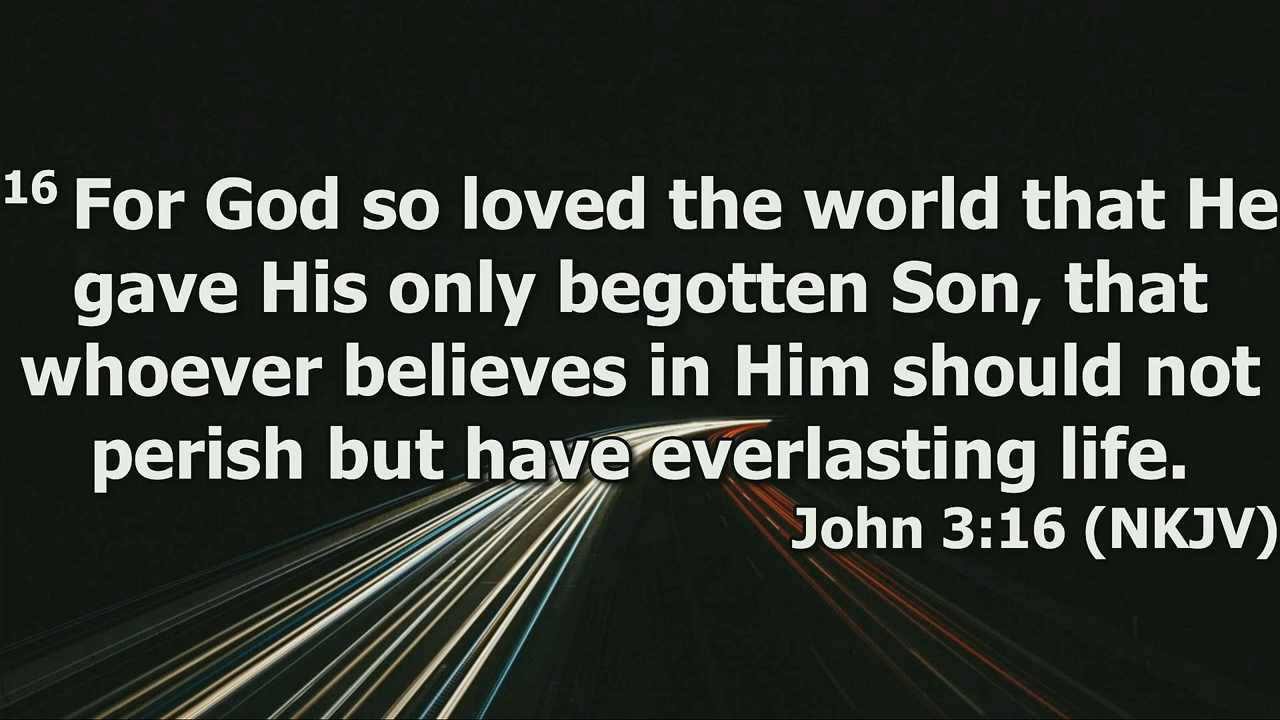 16 For God so loved the world that He
gave His only begotten Son, that
whoever believes in Him should not
perish but have everlasting life.
John 3:16 (NKJV)